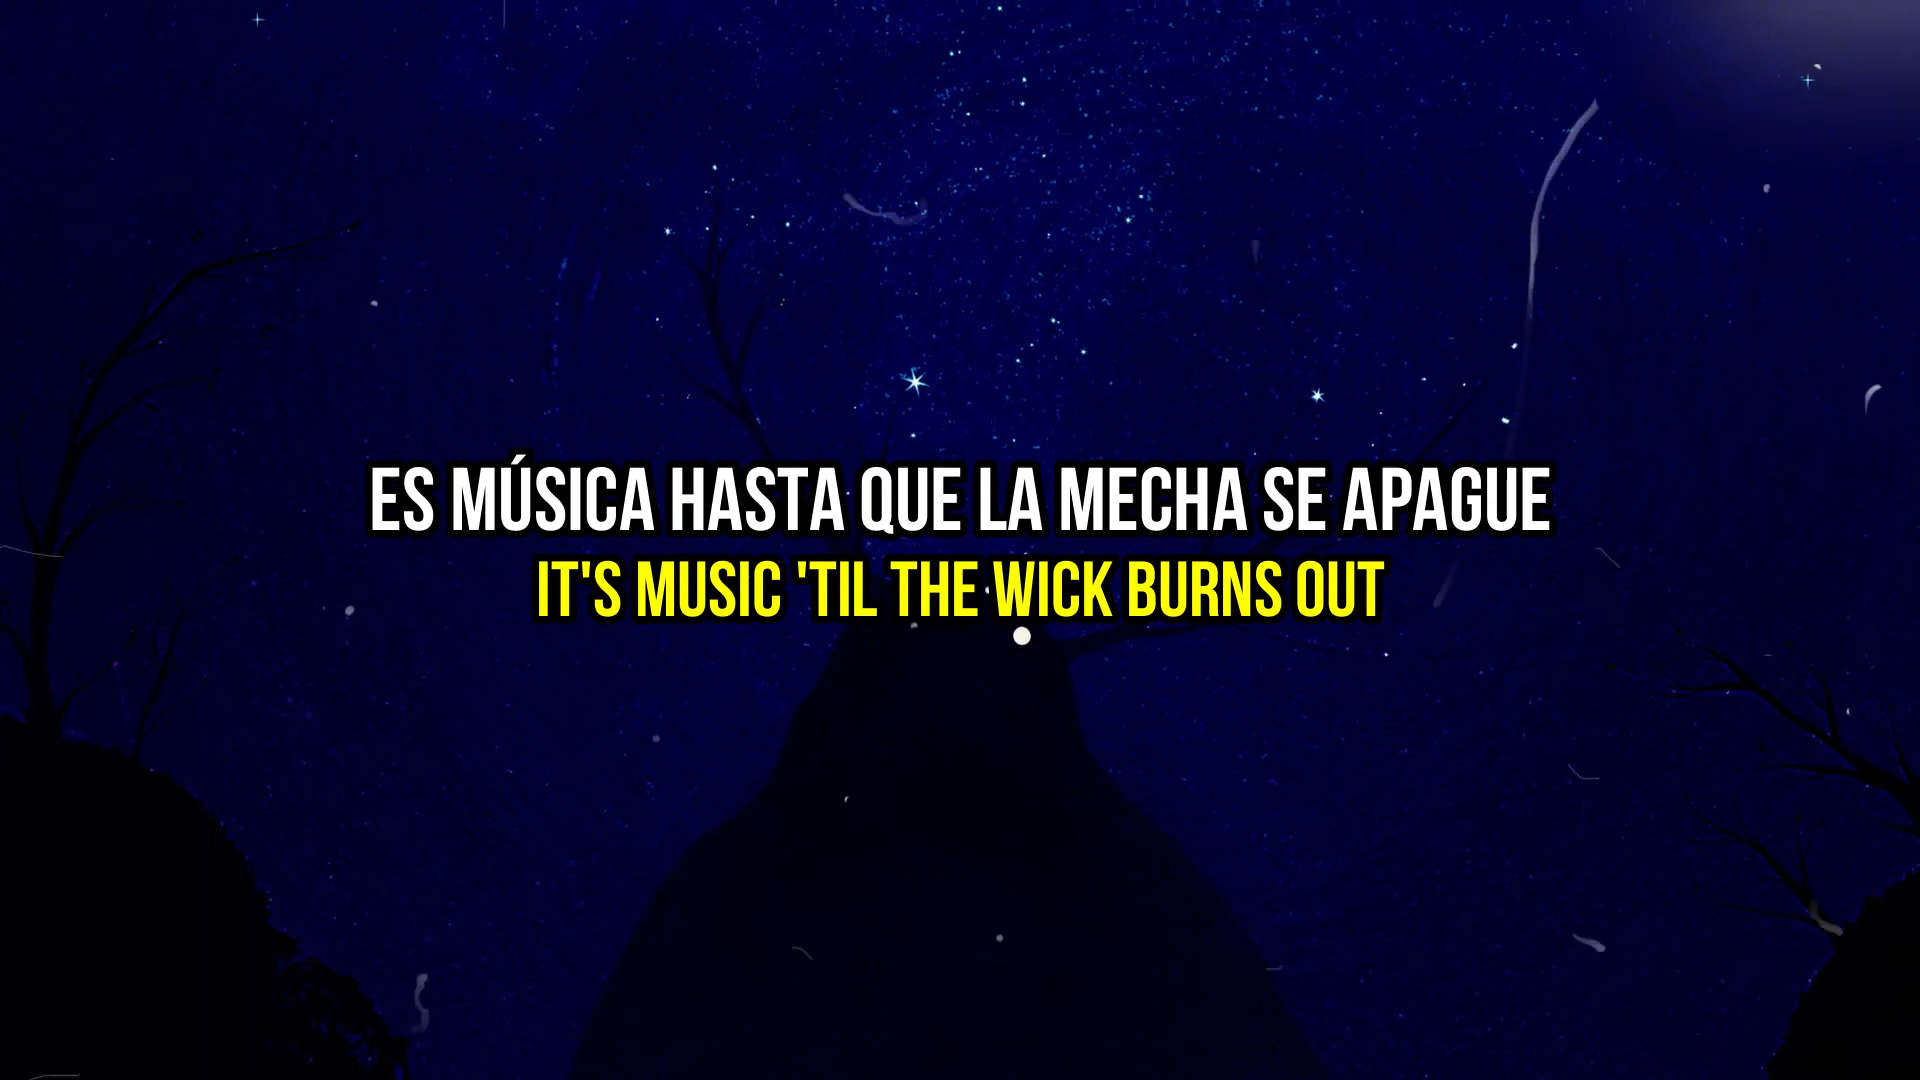 ES MÚSICA HASTA QUE LA MECHA SE APAGUE
IT'S MUSIC 'TIL THE WICK BURNS OUT